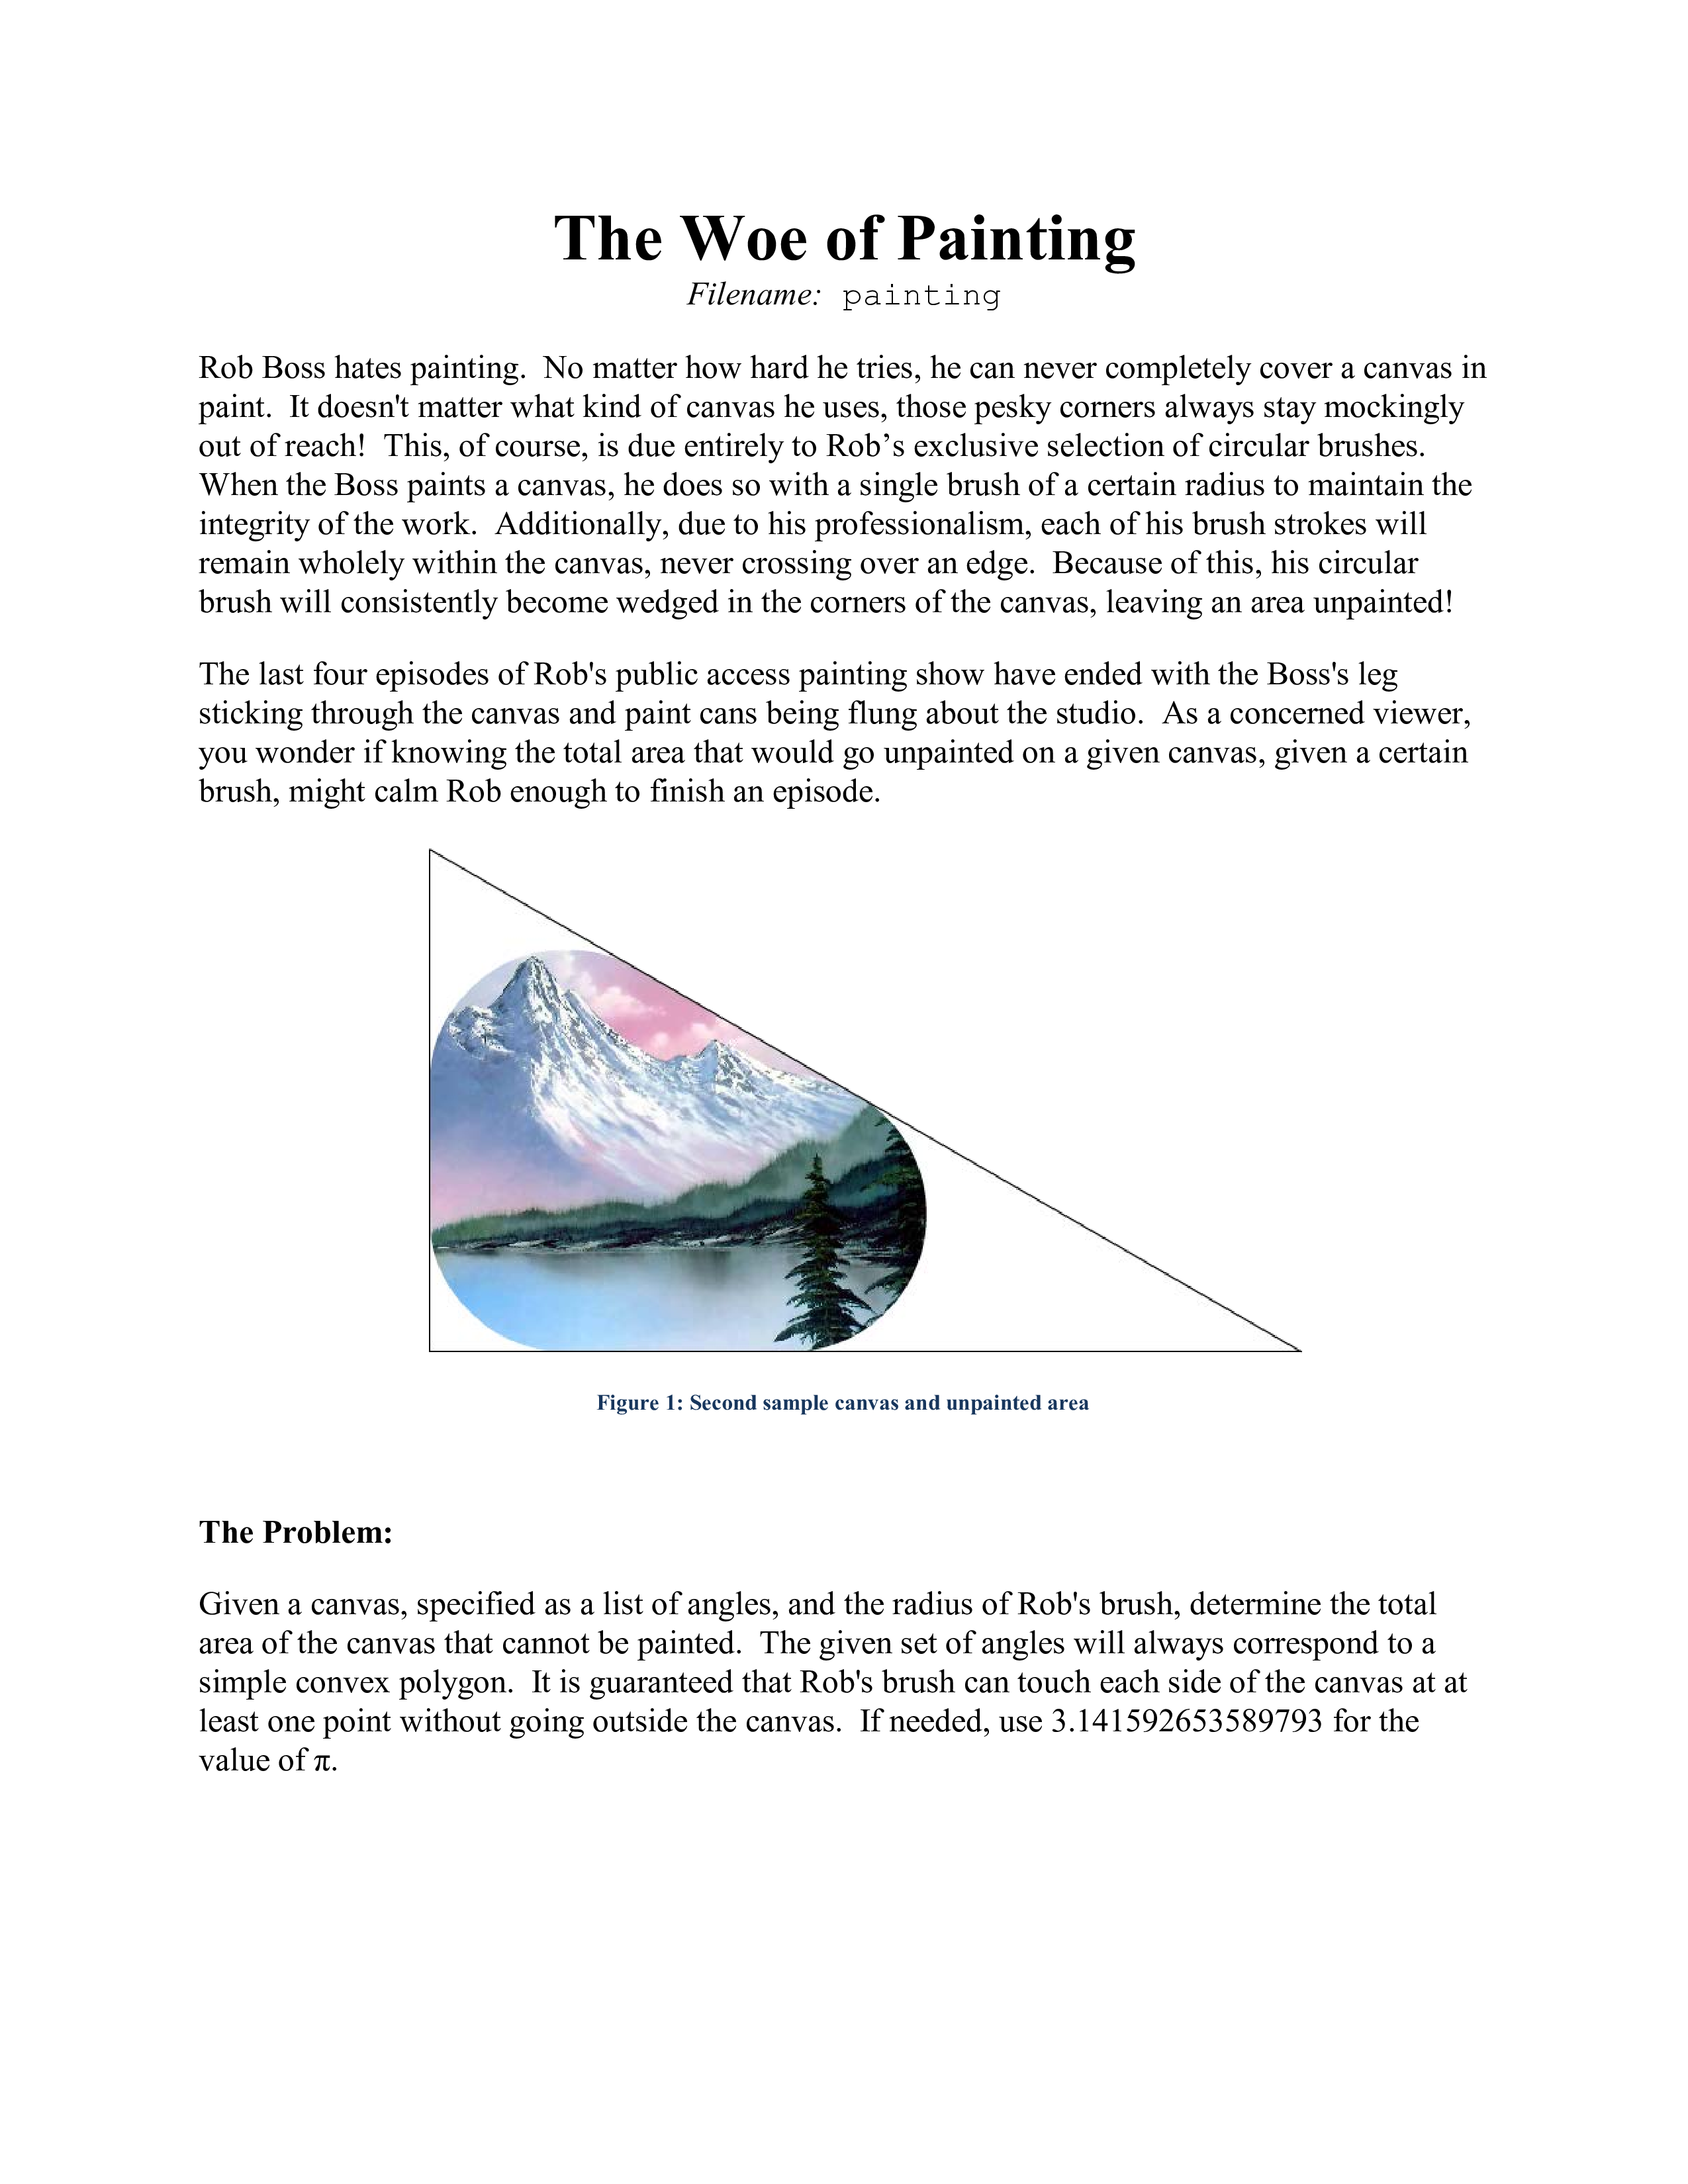 The Woe of Painting
Filename: painting
Rob Boss hates painting. No matter how hard he tries, he can never completely cover a canvas in
paint. It doesn't matter what kind of canvas he uses, those pesky corners always stay mockingly
out of reach! This, of course, is due entirely to Rob’s exclusive selection of circular brushes.
When the Boss paints a canvas, he does so with a single brush of a certain radius to maintain the
integrity of the work. Additionally, due to his professionalism, each of his brush strokes will
remain wholely within the canvas, never crossing over an edge. Because of this, his circular
brush will consistently become wedged in the corners of the canvas, leaving an area unpainted!
The last four episodes of Rob's public access painting show have ended with the Boss's leg
sticking through the canvas and paint cans being flung about the studio. As a concerned viewer,
you wonder if knowing the total area that would go unpainted on a given canvas, given a certain
brush, might calm Rob enough to finish an episode.
Figure 1: Second sample canvas and unpainted area
The Problem:
Given a canvas, specified as a list of angles, and the radius of Rob's brush, determine the total
area of the canvas that cannot be painted. The given set of angles will always correspond to a
simple convex polygon. It is guaranteed that Rob's brush can touch each side of the canvas at at
least one point without going outside the canvas. If needed, use 3.141592653589793 for the
value of π.